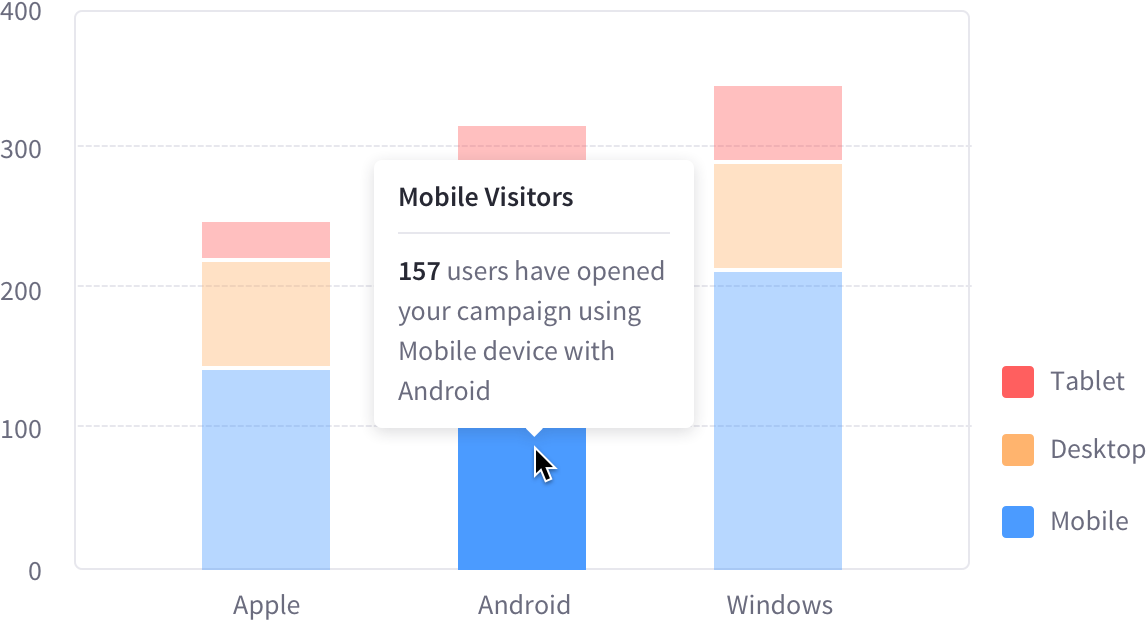 400
300
200
100
0
Mobile Visitors
157 users have opened
your campaign using
Mobile device with
Android
Apple
Android
Windows
Tablet
Desktop
Mobile